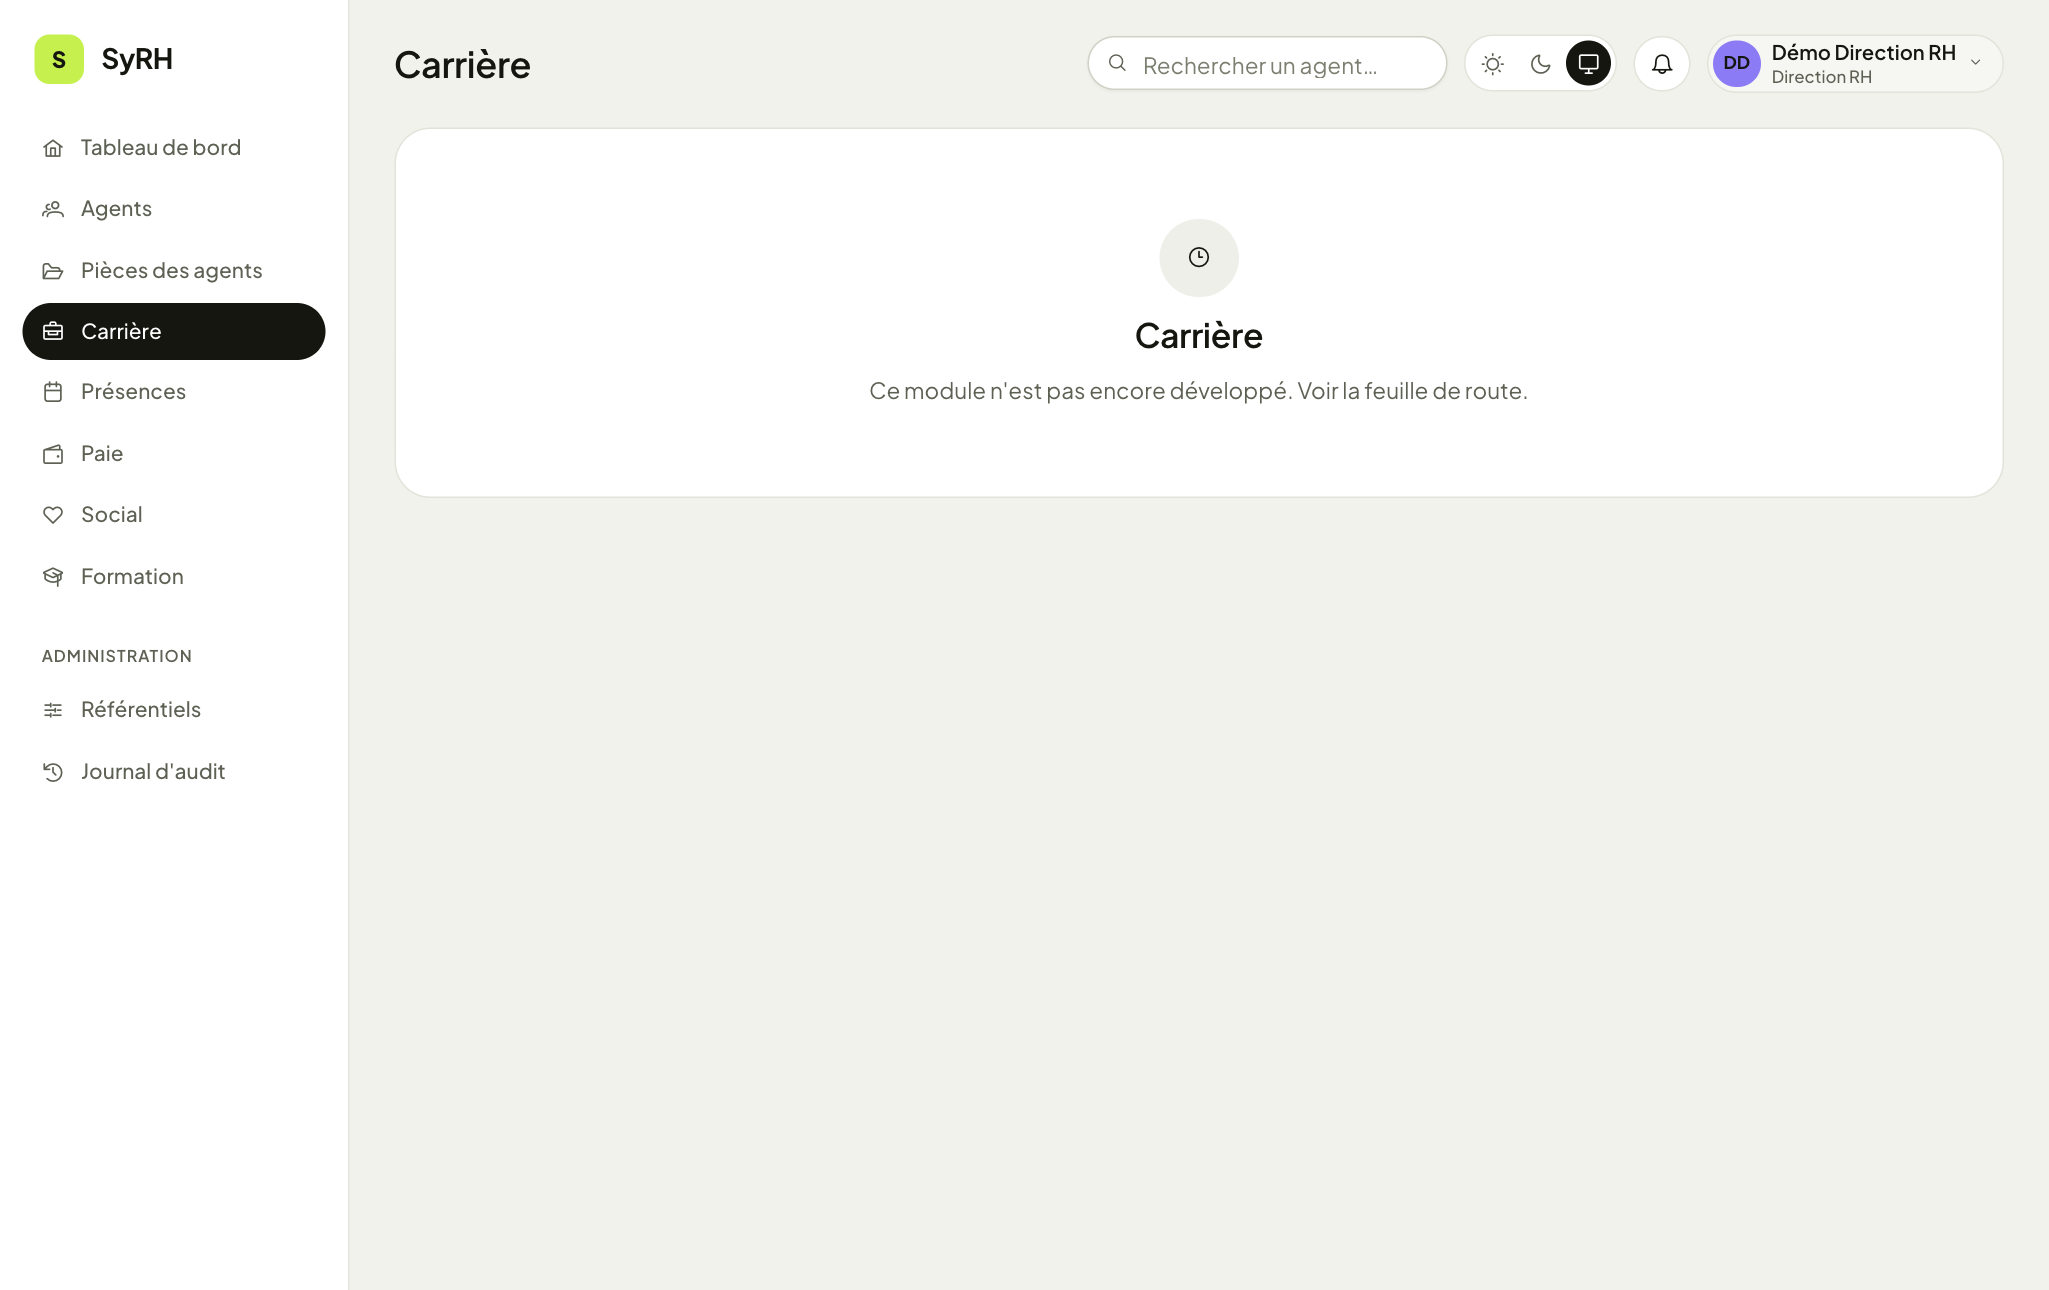 S
SyRH
Tableau de bord
Agents
Pièces des agents
Carrière
Présences
Paie
Social
Formation
ADMINISTRATION
Référentiels
Journal d'audit
Carrière
Rechercher un agent...
DD
Démo Direction RH
Direction RH
Carrière
Ce module n'est pas encore développé. Voir la feuille de route.